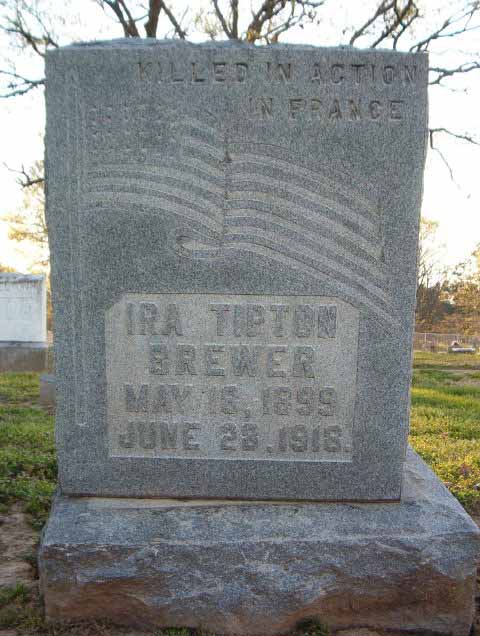 KILLED IN ACTION
IN FRANCE
IRA TIPTON
BREWER
MAY 15, 1899
JUNE 23, 1918.